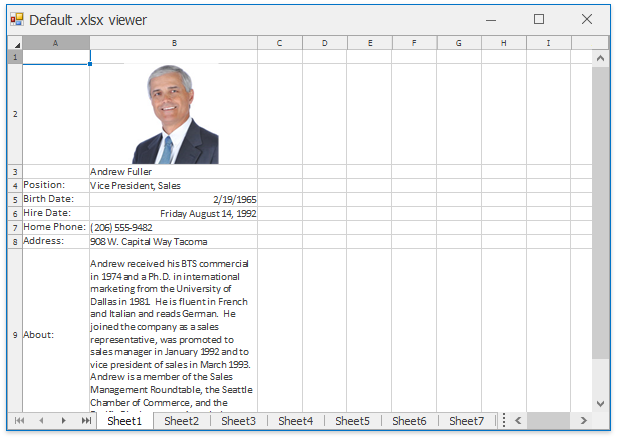 Default .xlsx viewer
A B C D E F G H I
1
2
3 Andrew Fuller
4 Position: Vice President, Sales
5 Birth Date: 2/19/1965
6 Hire Date: Friday August 14, 1992
7 Home Phone: (206) 555-9482
8 Address: 908 W. Capital Way Tacoma
Andrew received his BTS commercial
in 1974 and a Ph.D. in international
marketing from the University of
Dallas in 1981. He is fluent in French
and Italian and reads German. He
joined the company as a sales
9 About: representative, was promoted to
sales manager in January 1992 and to
vice president of sales in March 1993.
Andrew is a member of the Sales
Management Roundtable, the Seattle
Chamber of Commerce, and the
Sheet1 Sheet2 Sheet3 Sheet4 Sheet5 Sheet6 Sheet7